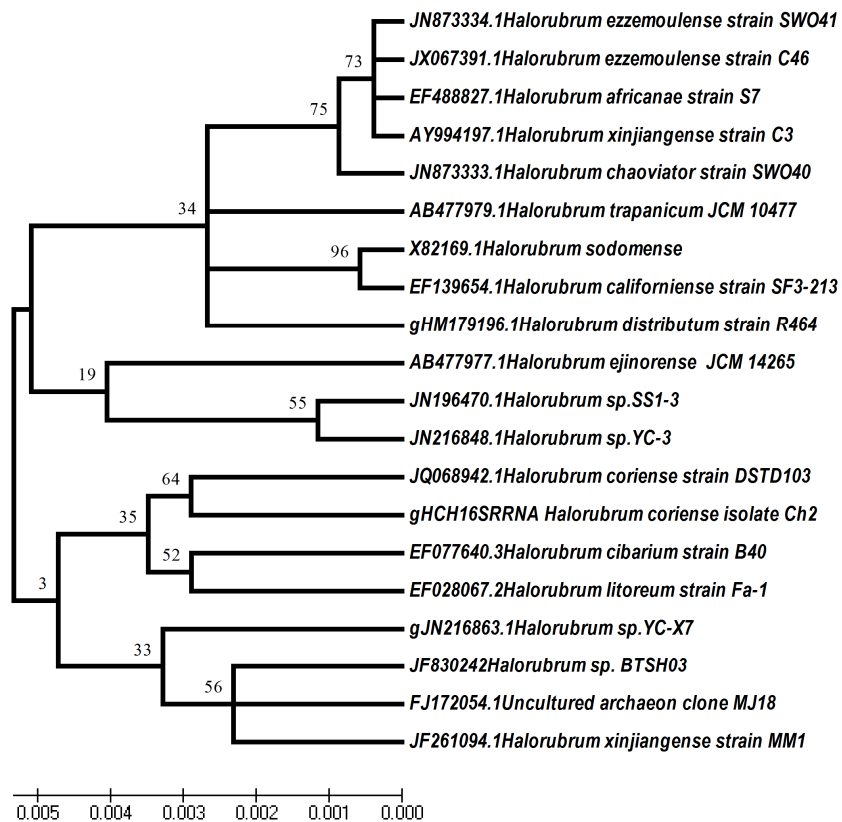 JN873334.1Halorubrum ezzemoulense strain SWO41
73
JX067391.1Halorubrum ezzemoulense strain C46
EF488827.1Halorubrum africanae strain S7
75
AY994197.1Halorubrum xinjiangense strain C3
JN873333.1Halorubrum chaoviator strain SWO40
34
AB477979.1Halorubrum trapanicum JCM 10477
96
X82169.1Halorubrum sodomense
EF139654.1Halorubrum californiense strain SF3-213
gHM179196.1Halorubrum distributum strain R464
AB477977.1Halorubrum ejinorense JCM 14265
19
JN196470.1Halorubrum sp.SS1-3
55
JN216848.1Halorubrum sp.YC-3
64
JQ068942.1Halorubrum coriense strain DSTD103
35
gHCH16SRRNA Halorubrum coriense isolate Ch2
52
EF077640.3Halorubrum cibarium strain B40
3
EF028067.2Halorubrum litoreum strain Fa-1
gJN216863.1Halorubrum sp.YC-X7
33
JF830242Halorubrum sp. BTSH03
56
FJ172054.1Uncultured archaeon clone MJ18
JF261094.1Halorubrum xinjiangense strain MM1
0.005 0.004 0.003 0.002 0.001 0.000